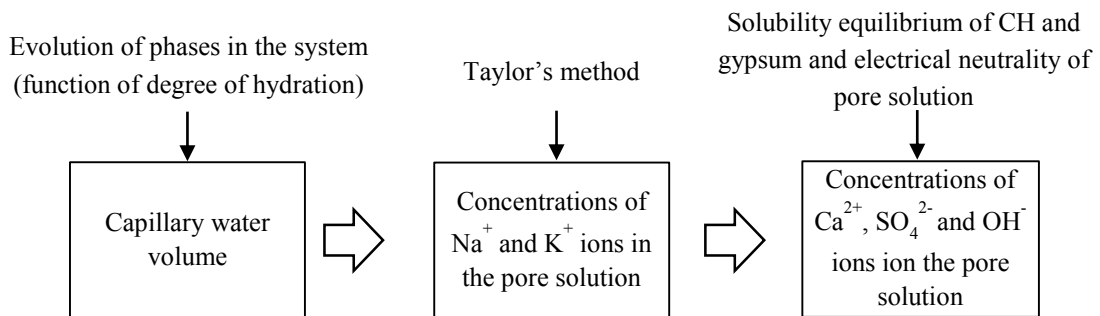 Evolution of phases in the system
(function of degree of hydration)
Taylor’s method
Solubility equilibrium of CH and
gypsum and electrical neutrality of
pore solution
Capillary water
volume
Concentrations of
Na⁺ and K⁺ ions in
the pore solution
Concentrations of
Ca²⁺, SO₄²⁻ and OH⁻
ions ion the pore
solution